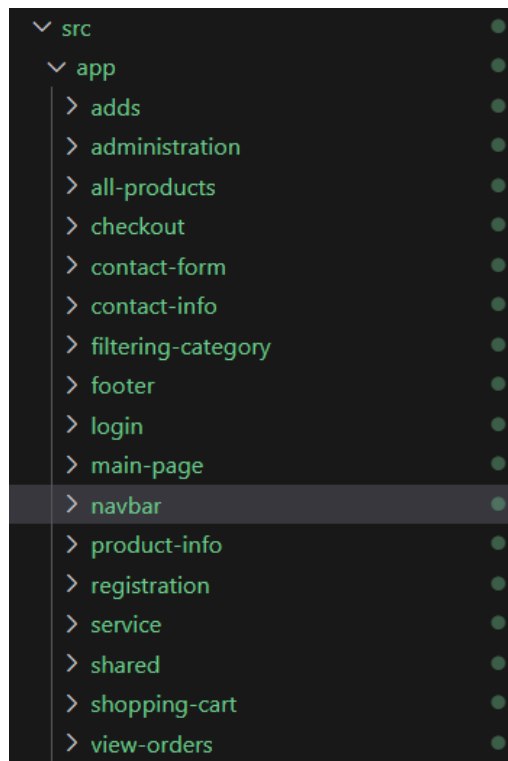 src
app
adds
administration
all-products
checkout
contact-form
contact-info
filtering-category
footer
login
main-page
navbar
product-info
registration
service
shared
shopping-cart
view-orders